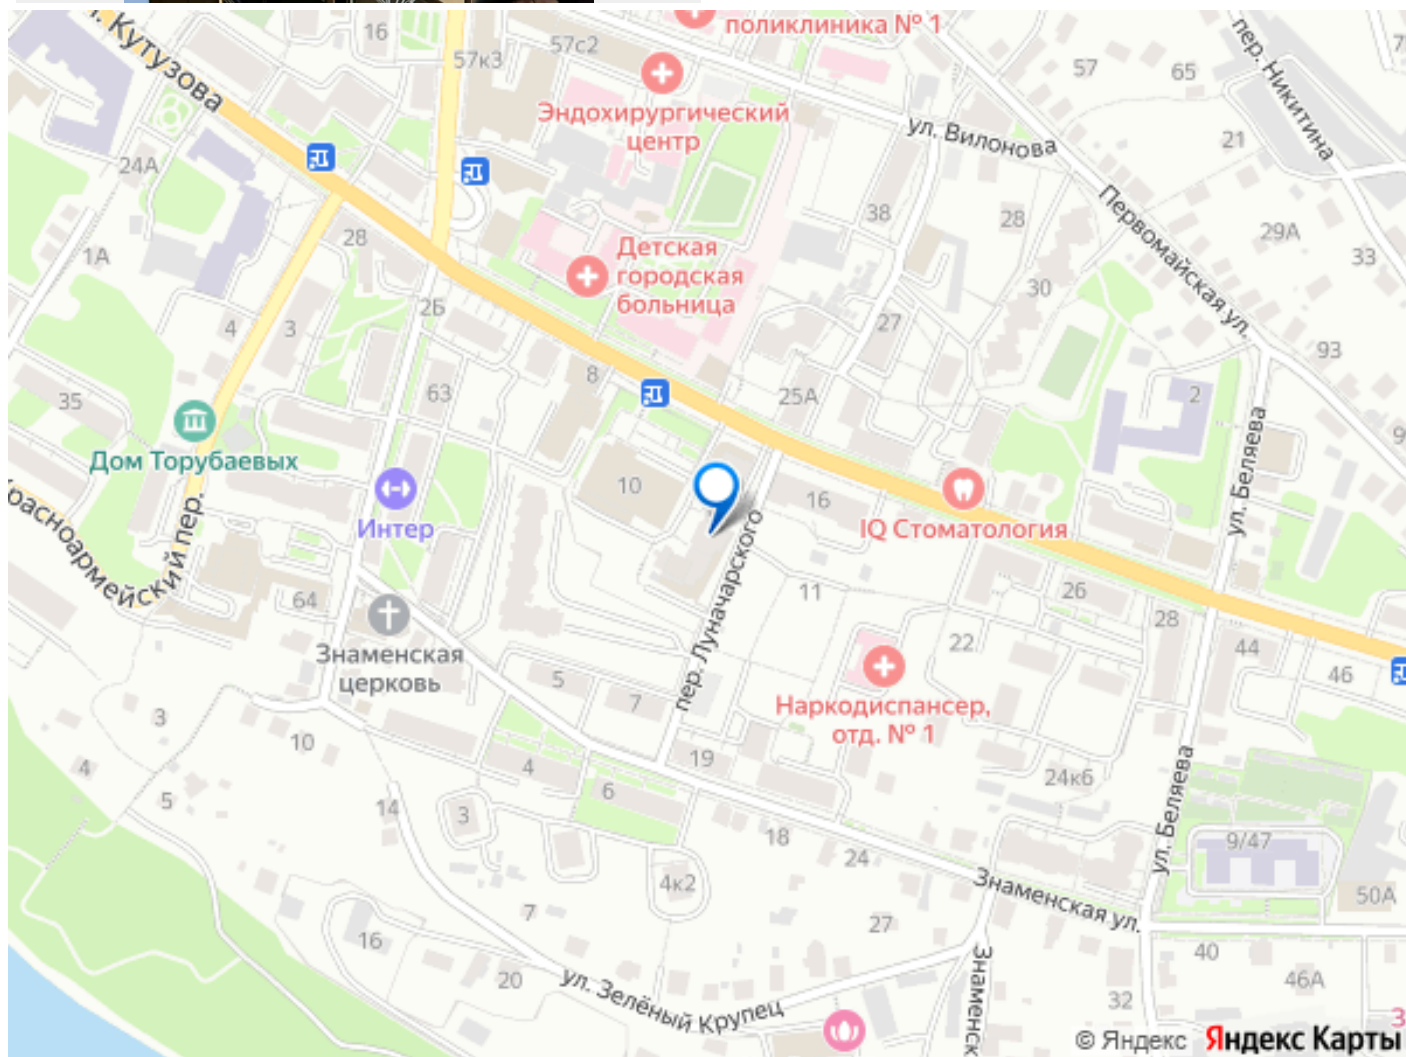 поликлиника № 1
л. Кутузова
16
57с2
57к3
Эндохирургический
центр
57
65
пер. Никитина
ул. Вилонова
21
24А
Первомайская ул.
38
28
29А
33
1А
28
Детская
городская
больница
30
2Б
27
4
3
93
8
63
25А
2
35
Дом Торубаевых
10
16
ул. Беляева
Интер
IQ Стоматология
Красноармейский пер.
пер. Луначарского
64
11
26
28
Знаменская
церковь
22
44
46
5
7
Наркодиспансер,
отд. № 1
3
10
19
4
4
24к6
5
14
3
6
ул. Беляева
18
24
9/47
4к2
Знаменская ул.
50А
7
27
16
20
40
ул. Зелёный Крупец
Знаменск
46А
32
© Яндекс Яндекс Карты